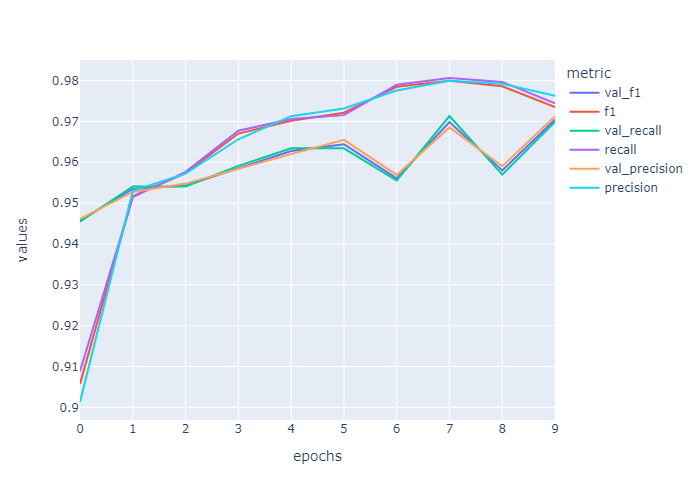 0.98
0.97
0.96
0.95
0.94
0.93
0.92
0.91
0.9
values
0 1 2 3 4 5 6 7 8 9
epochs
metric
val_f1
f1
val_recall
recall
val_precision
precision